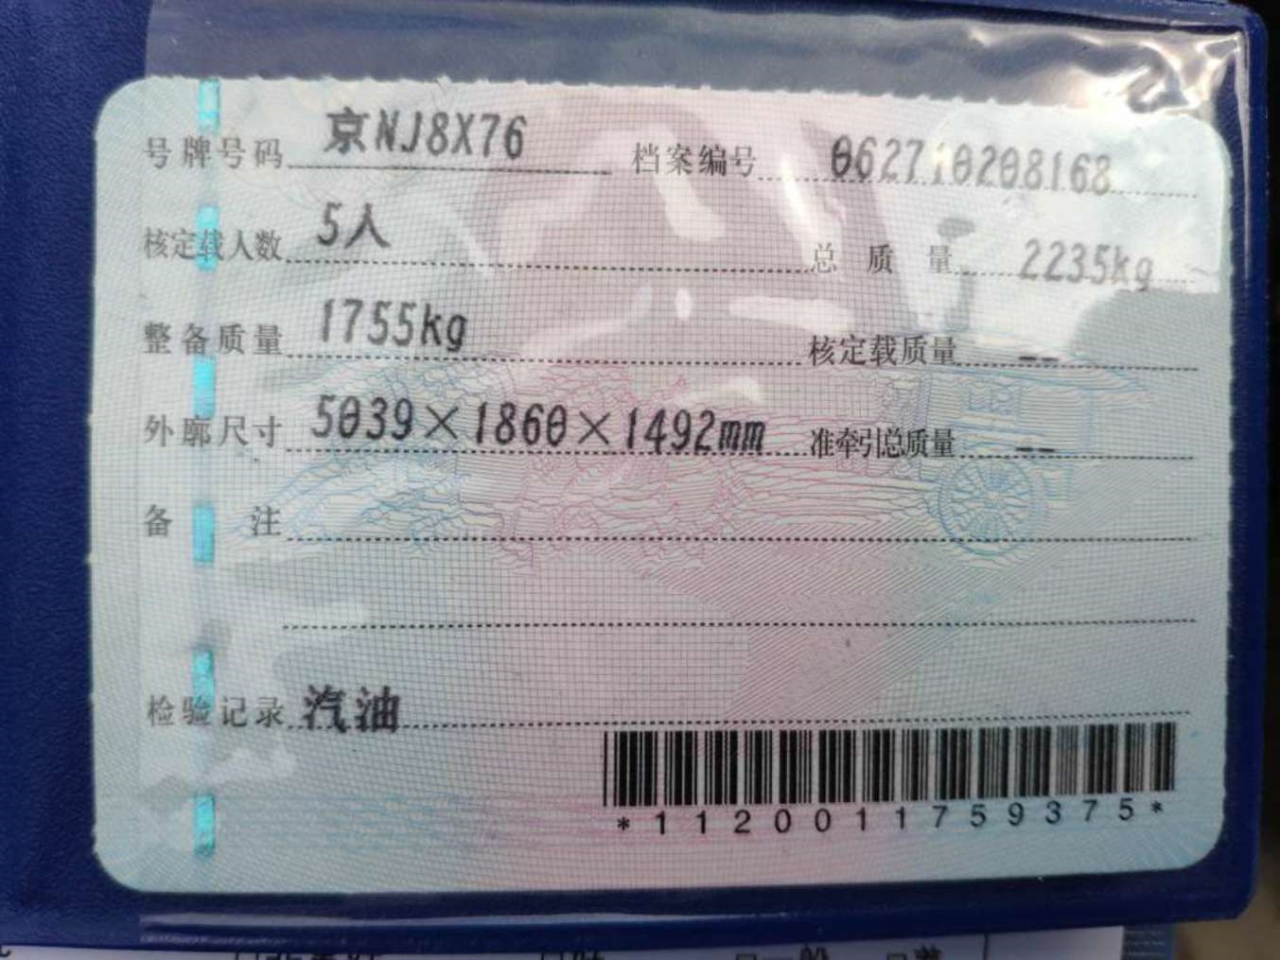 号牌号码 京NJ8X76 档案编号 062710208168
核定载人数 5人 总质量 2235kg
整备质量 1755kg 核定载质量 --
外廓尺寸 5039×1860×1492mm 准牵引总质量 --
备注
检验记录 汽油
*1120011759375*